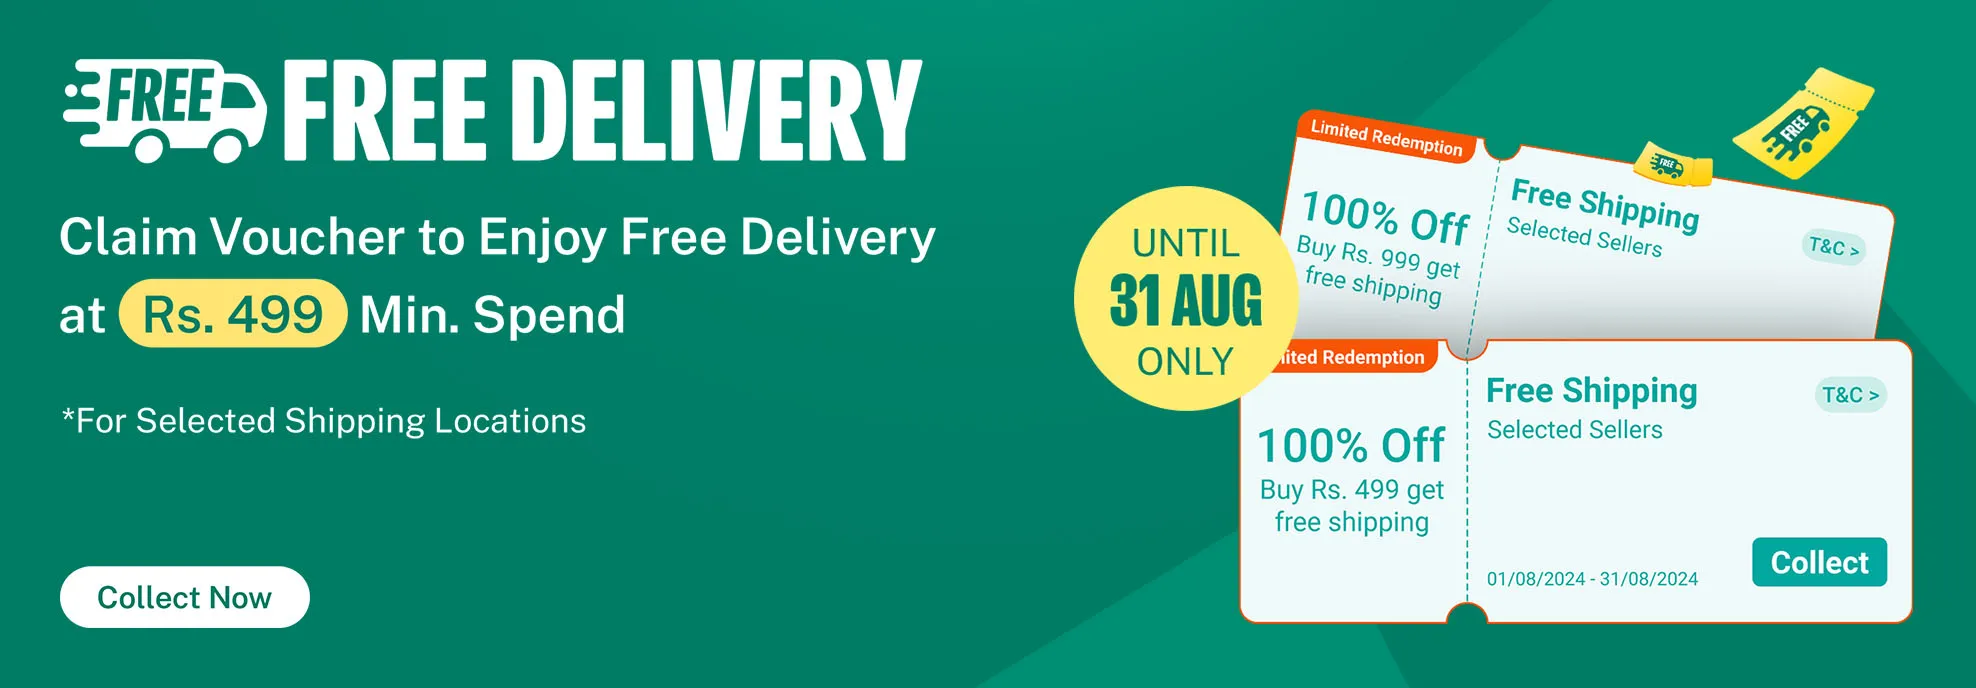 FREE FREE DELIVERY
Claim Voucher to Enjoy Free Delivery
at Rs. 499 Min. Spend
*For Selected Shipping Locations
Collect Now
UNTIL
31 AUG
ONLY
Limited Redemption
100% Off
Buy Rs. 999 get
free shipping
Free Shipping
Selected Sellers
T&C >
FREE
FREE
ited Redemption
100% Off
Buy Rs. 499 get
free shipping
Free Shipping
Selected Sellers
T&C >
01/08/2024 - 31/08/2024
Collect